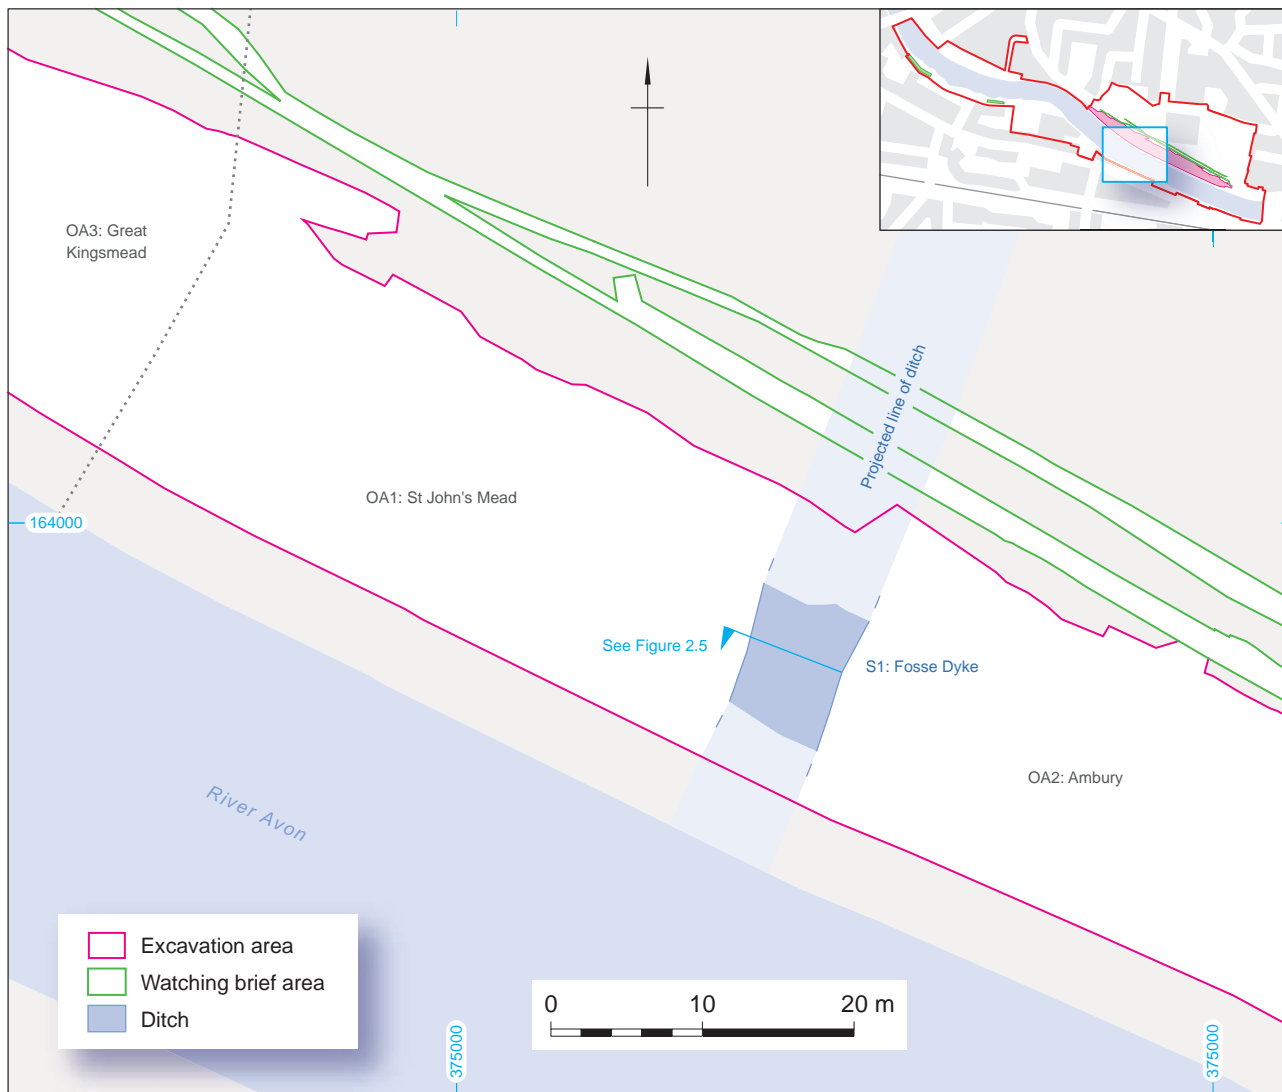 OA3: Great
Kingsmead
Projected line of ditch
OA1: St John's Mead
164000
See Figure 2.5
S1: Fosse Dyke
OA2: Ambury
River Avon
Excavation area
Watching brief area
Ditch
0 10 20 m
375000
375000